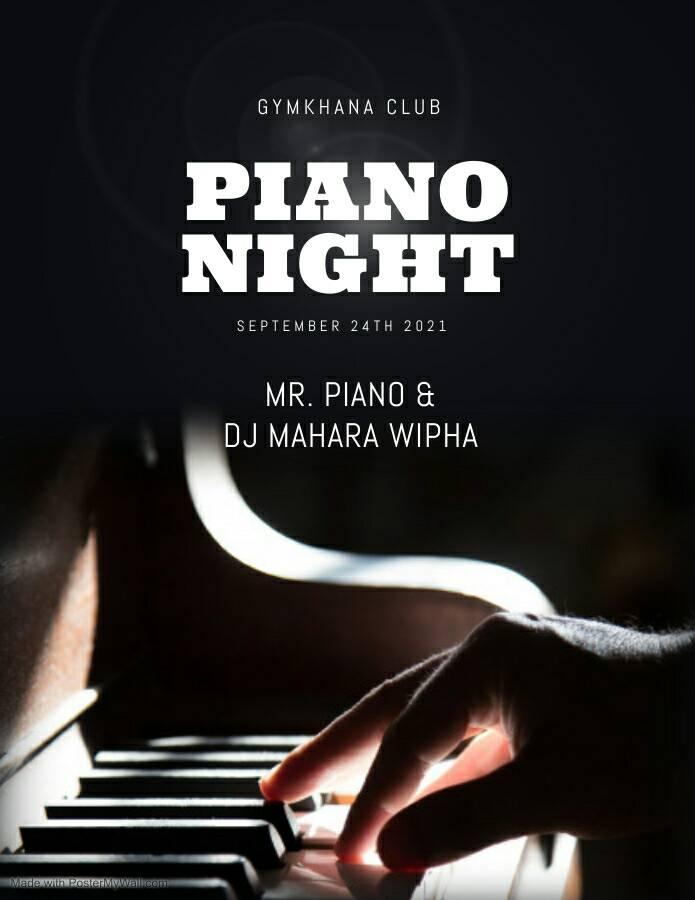 GYMKHANA CLUB
PIANO
NIGHT
SEPTEMBER 24TH 2021
MR. PIANO &
DJ MAHARA WIPHA
Made with PosterMyWall.com